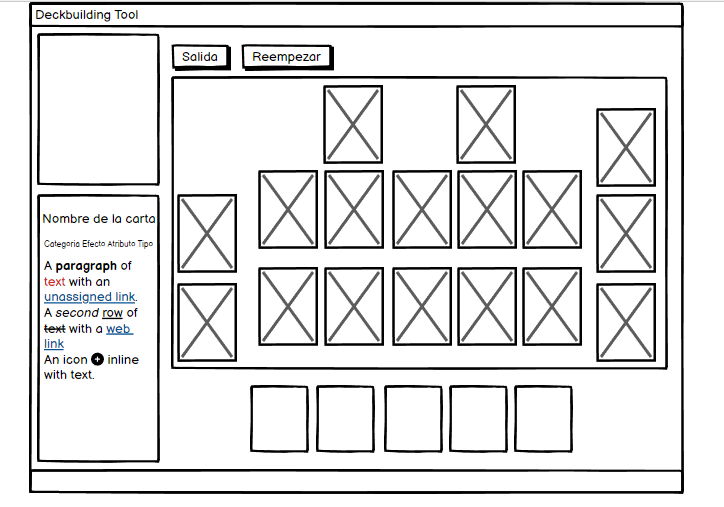 Deckbuilding Tool
Salida Reempezar
Nombre de la carta
Categoria Efecto Atributo Tipo
A paragraph of
text with an
unassigned link.
A second row of
text with a web
link
An icon + inline
with text.